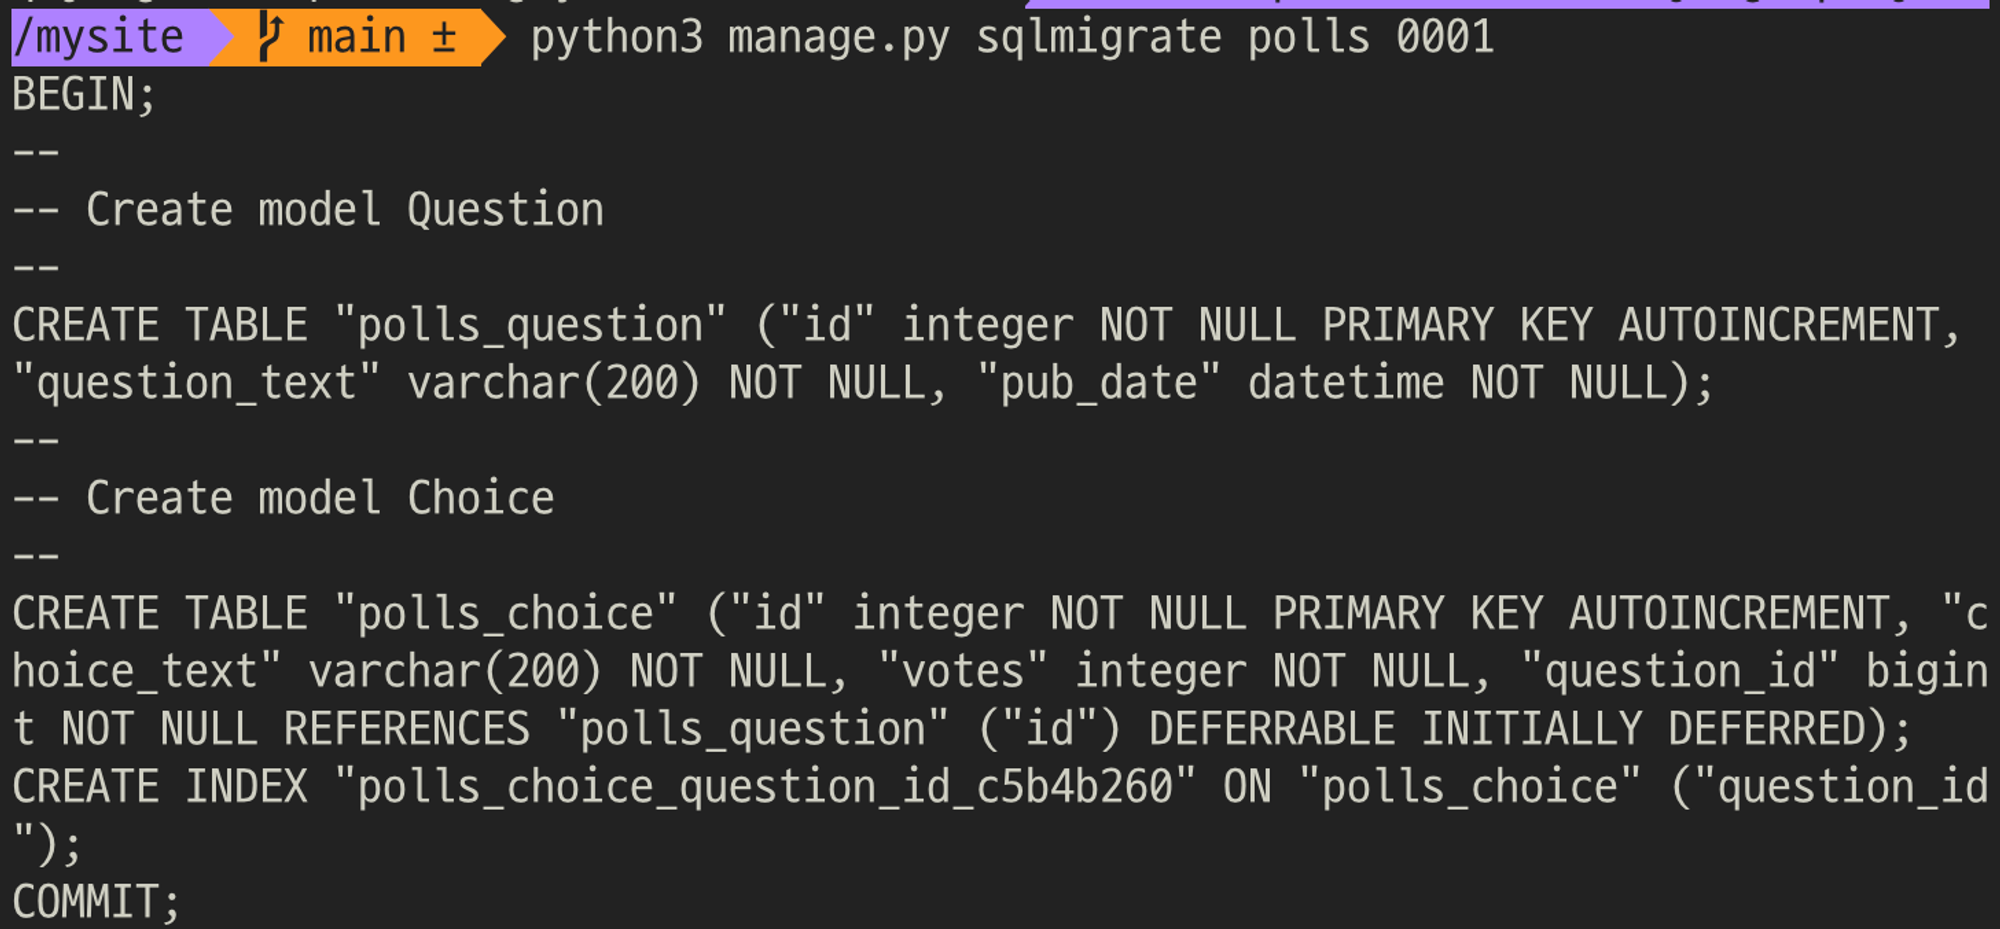 /mysite main ± python3 manage.py sqlmigrate polls 0001
BEGIN;
--
-- Create model Question
--
CREATE TABLE "polls_question" ("id" integer NOT NULL PRIMARY KEY AUTOINCREMENT,
"question_text" varchar(200) NOT NULL, "pub_date" datetime NOT NULL);
--
-- Create model Choice
--
CREATE TABLE "polls_choice" ("id" integer NOT NULL PRIMARY KEY AUTOINCREMENT, "c
hoice_text" varchar(200) NOT NULL, "votes" integer NOT NULL, "question_id" bigin
t NOT NULL REFERENCES "polls_question" ("id") DEFERRABLE INITIALLY DEFERRED);
CREATE INDEX "polls_choice_question_id_c5b4b260" ON "polls_choice" ("question_id
");
COMMIT;